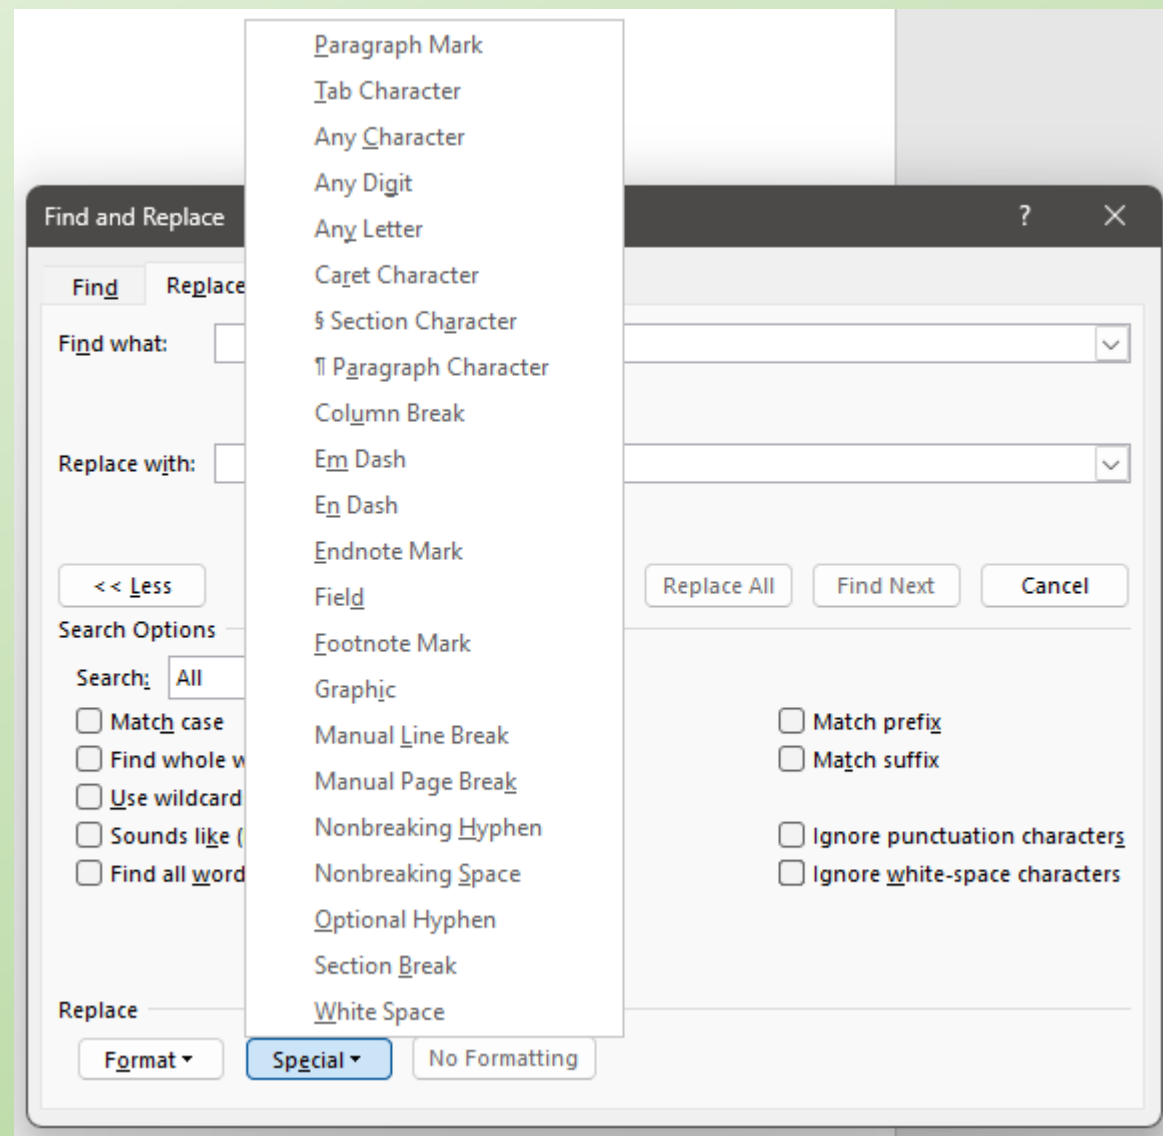 Paragraph Mark
Tab Character
Any Character
Any Digit
Any Letter
Caret Character
§ Section Character
¶ Paragraph Character
Column Break
Em Dash
En Dash
Endnote Mark
Field
Footnote Mark
Graphic
Manual Line Break
Manual Page Break
Nonbreaking Hyphen
Nonbreaking Space
Optional Hyphen
Section Break
White Space
Find and Replace ? ×
Find Replace
Find what:
Replace with:
<< Less Replace All Find Next Cancel
Search Options
Search: All
Match case Match prefix
Find whole Match suffix
Use wildcard
Sounds like ( Ignore punctuation characters
Find all word Ignore white-space characters
Replace
Format Special No Formatting